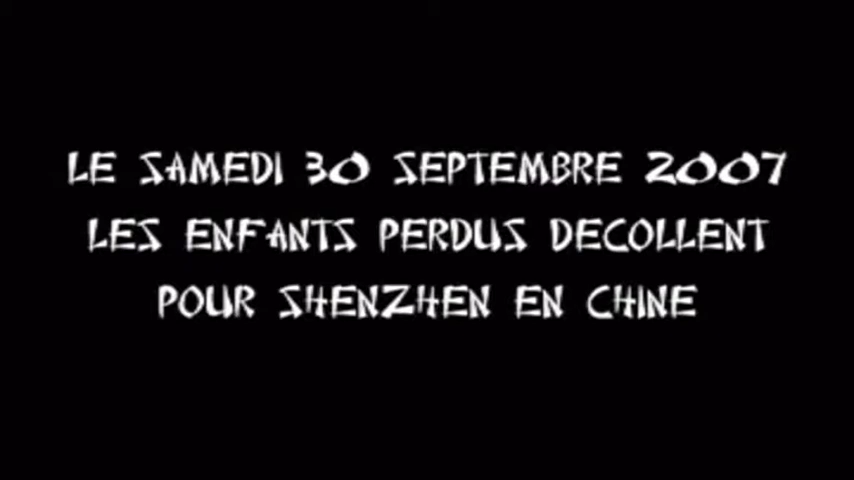 LE SAMEDI 30 SEPTEMBRE 2007
LES ENFANTS PERDUS DECOLLENT
POUR SHENZHEN EN CHINE